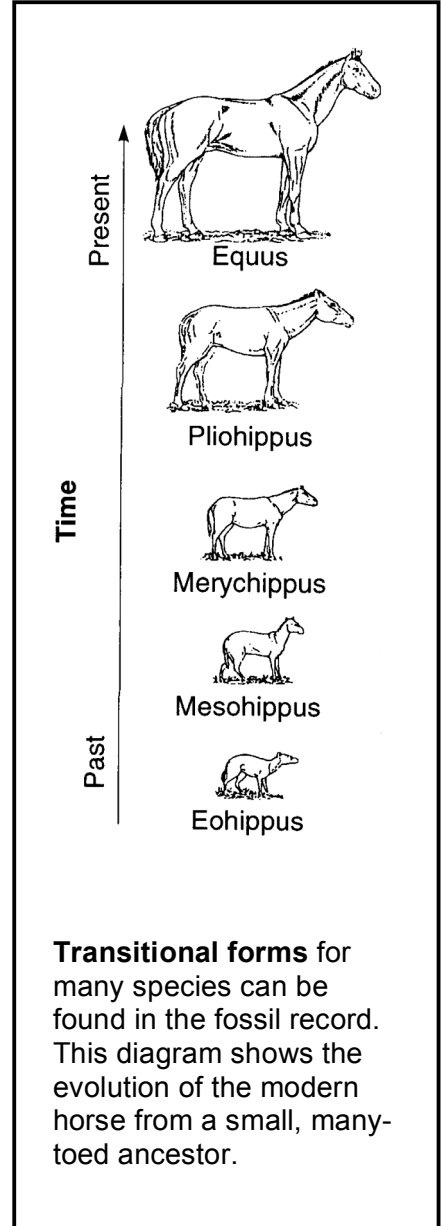 Present
Time
Past
Equus
Pliohippus
Merychippus
Mesohippus
Eohippus
Transitional forms for
many species can be
found in the fossil record.
This diagram shows the
evolution of the modern
horse from a small, many-
toed ancestor.